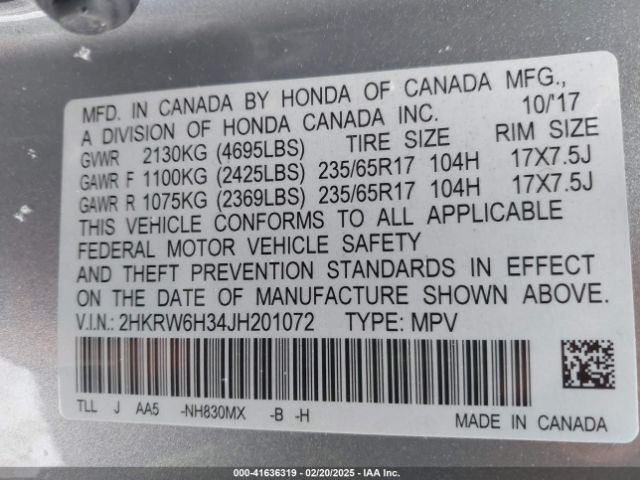 MFD. IN CANADA BY HONDA OF CANADA MFG.,
A DIVISION OF HONDA CANADA INC. 10/'17
GVWR 2130KG (4695LBS) TIRE SIZE RIM SIZE
GAWR F 1100KG (2425LBS) 235/65R17 104H 17X7.5J
GAWR R 1075KG (2369LBS) 235/65R17 104H 17X7.5J
THIS VEHICLE CONFORMS TO ALL APPLICABLE
FEDERAL MOTOR VEHICLE SAFETY
AND THEFT PREVENTION STANDARDS IN EFFECT
ON THE DATE OF MANUFACTURE SHOWN ABOVE.
V.I.N.: 2HKRW6H34JH201072 TYPE: MPV
TLL J AA5 -NH830MX -B -H
MADE IN CANADA
000-41636319 - 02/20/2025 - IAA Inc.